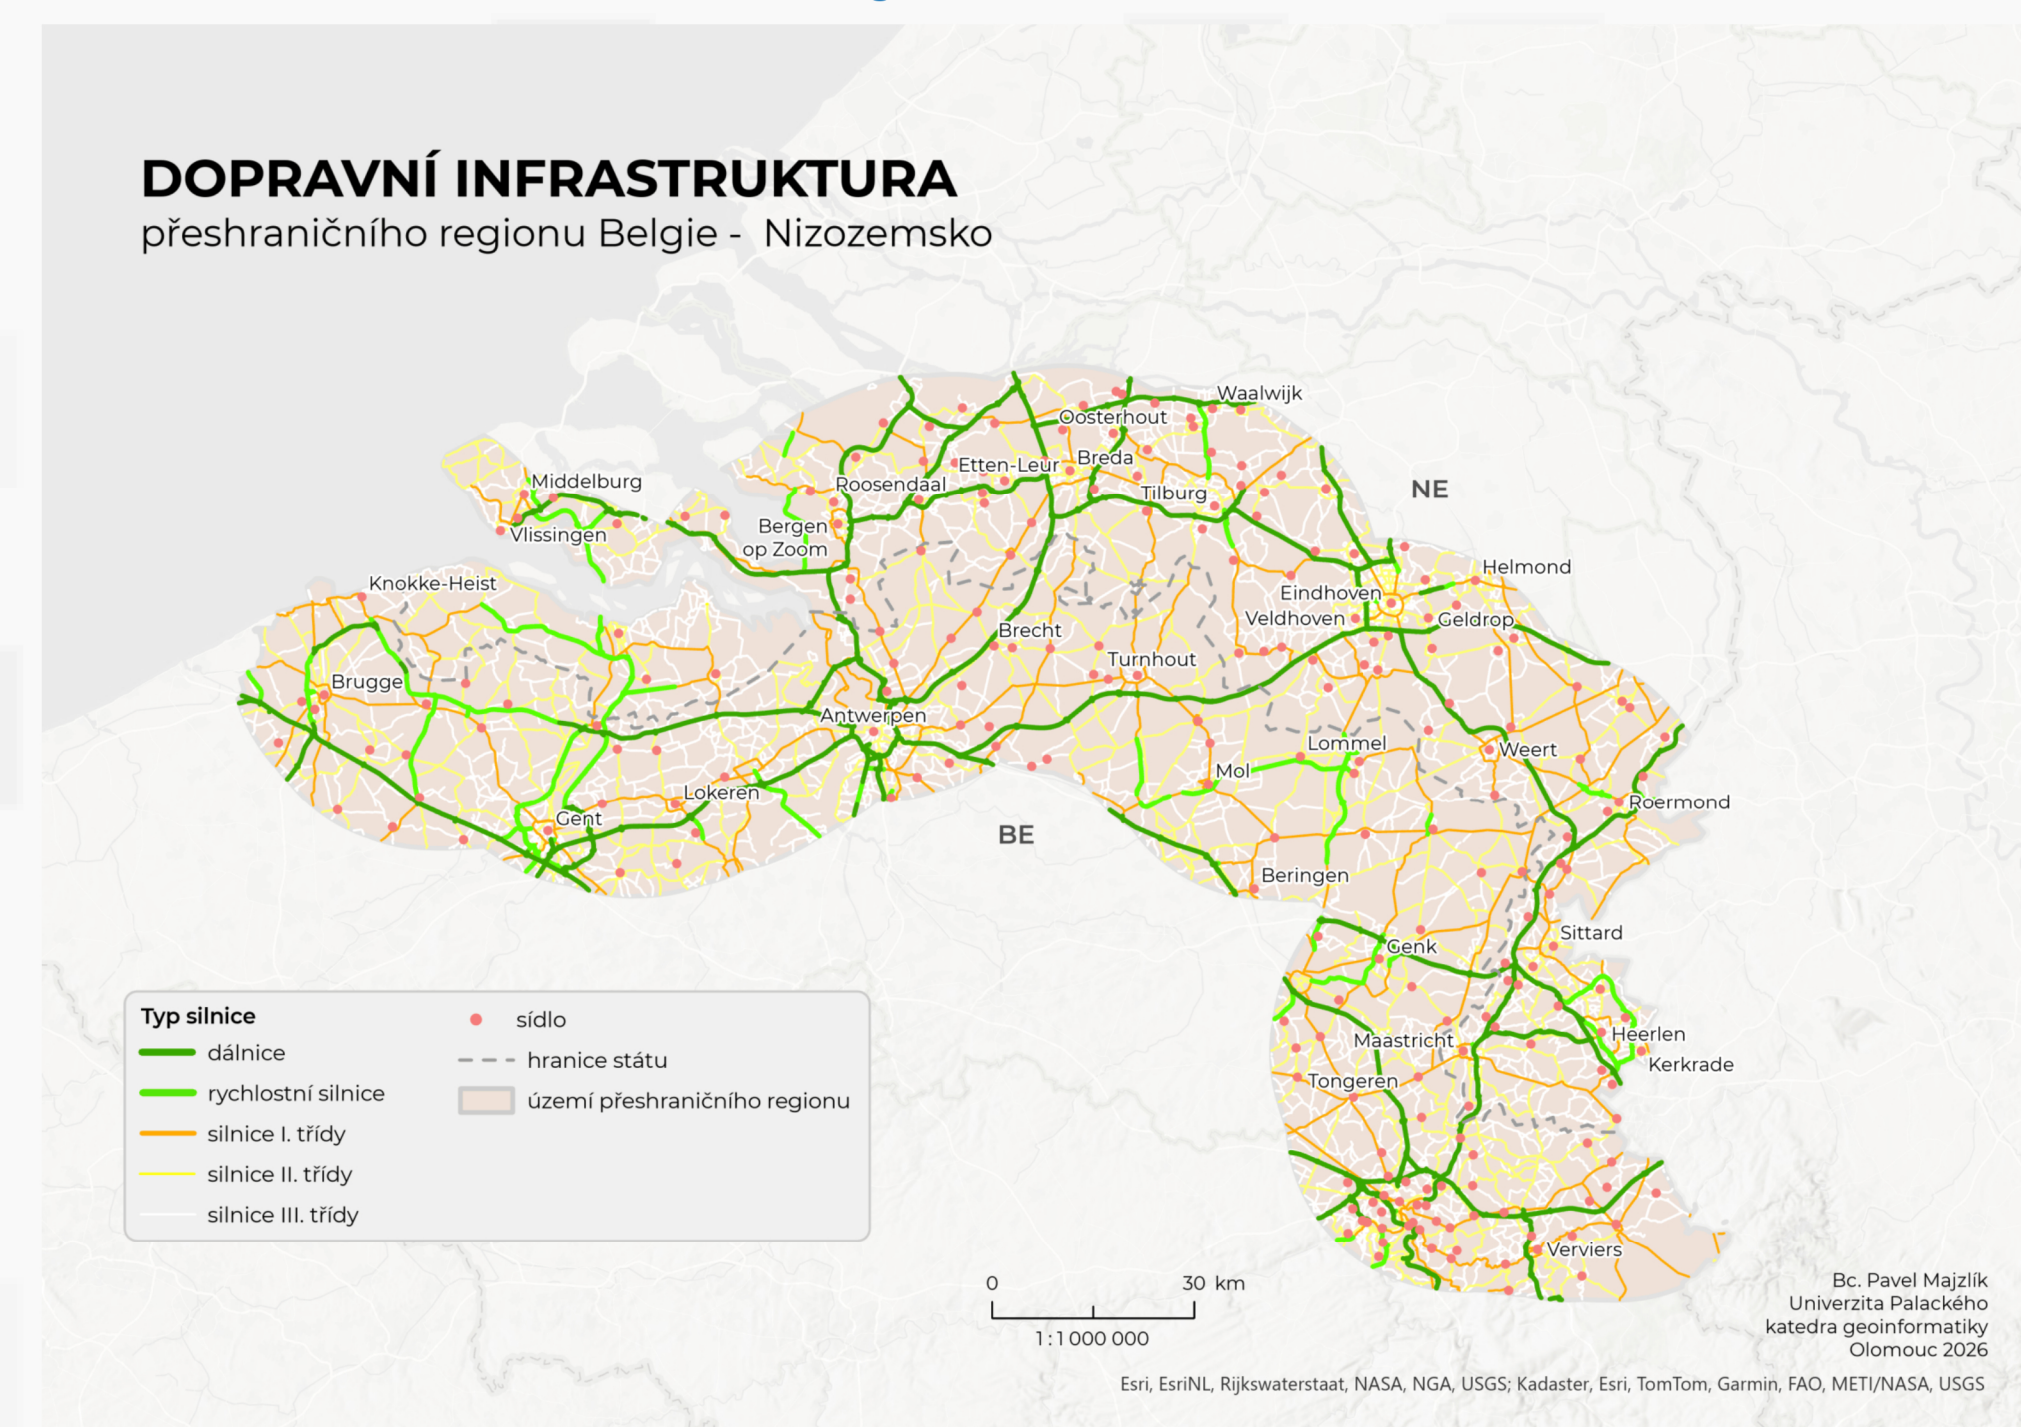 DOPRAVNÍ INFRASTRUKTURA
přeshraničního regionu Belgie - Nizozemsko
Waalwijk
Oosterhout
Breda
Etten-Leur
Roosendaal
Tilburg
NE
Middelburg
Vlissingen
Bergen
op Zoom
Knokke-Heist
Helmond
Eindhoven
Veldhoven
Geldrop
Brecht
Turnhout
Brugge
Antwerpen
Lommel
Weert
Mol
Lokeren
Roermond
Gent
BE
Beringen
Sittard
Genk
Heerlen
Maastricht
Kerkrade
Tongeren
Verviers
Typ silnice
dálnice
rychlostní silnice
silnice I. třídy
silnice II. třídy
silnice III. třídy
sídlo
hranice státu
území přeshraničního regionu
0 30 km
1:1 000 000
Bc. Pavel Majzlík
Univerzita Palackého
katedra geoinformatiky
Olomouc 2026
Esri, EsriNL, Rijkswaterstaat, NASA, NGA, USGS; Kadaster, Esri, TomTom, Garmin, FAO, METI/NASA, USGS